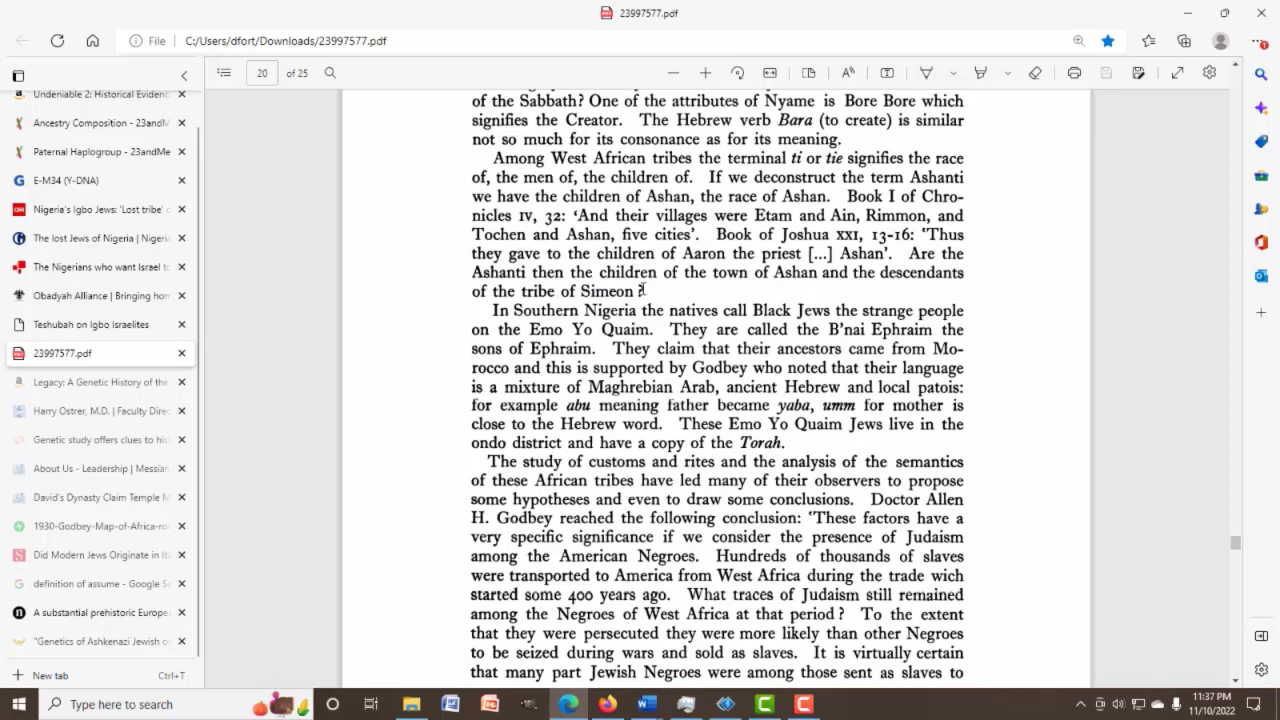 23997577.pdf
File
C:/Users/dfort/Downloads/23997577.pdf
20
of 25
Undeniable 2: Historical Evidenc
Ancestry Composition - 23andM
Paternal Haplogroup - 23andMe
E-M34 (Y-DNA)
Nigeria's Igbo Jews: 'Lost tribe'
The lost Jews of Nigeria | Nigeri
The Nigerians who want Israel t
Obadyah Alliance | Bringing hor
Teshubah on Igbo Israelites
23997577.pdf
Legacy: A Genetic History of the
Harry Ostrer, M.D. | Faculty Dire
Genetic study offers clues to his
About Us - Leadership | Messian
David's Dynasty Claim Temple M
1930-Godbey-Map-of-Africa-ro
Did Modern Jews Originate in Ita
definition of assume - Google S
A substantial prehistoric Europea
"Genetics of Ashkenazi Jewish o
New tab
Ctrl+T
of the Sabbath? One of the attributes of Nyame is Bore Bore which
signifies the Creator. The Hebrew verb Bara (to create) is similar
not so much for its consonance as for its meaning.
Among West African tribes the terminal ti or tie signifies the race
of, the men of, the children of. If we deconstruct the term Ashanti
we have the children of Ashan, the race of Ashan. Book I of Chro-
nicles IV, 32: 'And their villages were Etam and Ain, Rimmon, and
Tochen and Ashan, five cities'. Book of Joshua XXI, 13-16: 'Thus
they gave to the children of Aaron the priest [...] Ashan'. Are the
Ashanti then the children of the town of Ashan and the descendants
of the tribe of Simeon ?
In Southern Nigeria the natives call Black Jews the strange people
on the Emo Yo Quaim. They are called the B'nai Ephraim the
sons of Ephraim. They claim that their ancestors came from Mo-
rocco and this is supported by Godbey who noted that their language
is a mixture of Maghrebian Arab, ancient Hebrew and local patois:
for example abu meaning father became yaba, umm for mother is
close to the Hebrew word. These Emo Yo Quaim Jews live in the
ondo district and have a copy of the Torah.
The study of customs and rites and the analysis of the semantics
of these African tribes have led many of their observers to propose
some hypotheses and even to draw some conclusions. Doctor Allen
H. Godbey reached the following conclusion: 'These factors have a
very specific significance if we consider the presence of Judaism
among the American Negroes. Hundreds of thousands of slaves
were transported to America from West Africa during the trade wich
started some 400 years ago. What traces of Judaism still remained
among the Negroes of West Africa at that period? To the extent
that they were persecuted they were more likely than other Negroes
to be seized during wars and sold as slaves. It is virtually certain
that many part Jewish Negroes were among those sent as slaves to
Type here to search
11:37 PM
11/10/2022